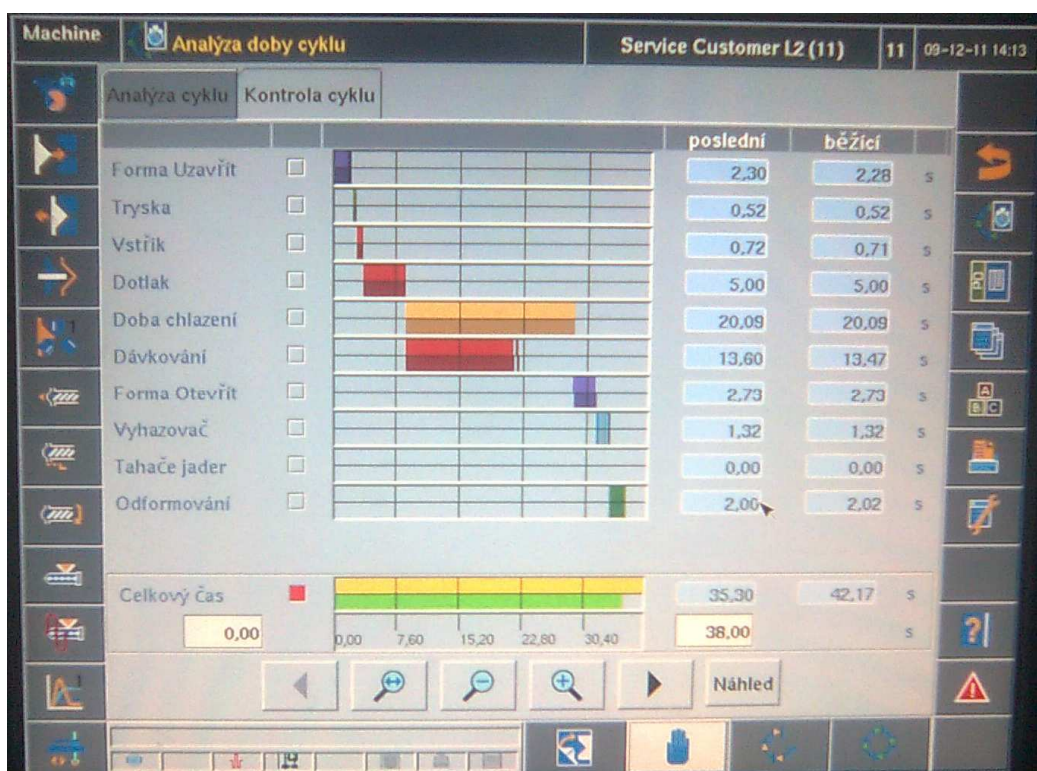 Machine Analýza doby cyklu Service Customer L2 (11) 11 09-12-11 14:13
Analýza cyklu Kontrola cyklu
poslední běžící
Forma Uzavřít 2,30 2,28 s
Tryska 0,52 0,52 s
Vstřik 0,72 0,71 s
Dotlak 5,00 5,00 s
Doba chlazení 20,09 20,09 s
Dávkování 13,60 13,47 s
Forma Otevřít 2,73 2,73 s
Vyhazovač 1,32 1,32 s
Tahače jader 0,00 0,00 s
Odformování 2,00 2,02 s
Celkový čas 35,30 42,17 s
0,00 0,00 7,60 15,20 22,80 30,40 38,00 s
Náhled